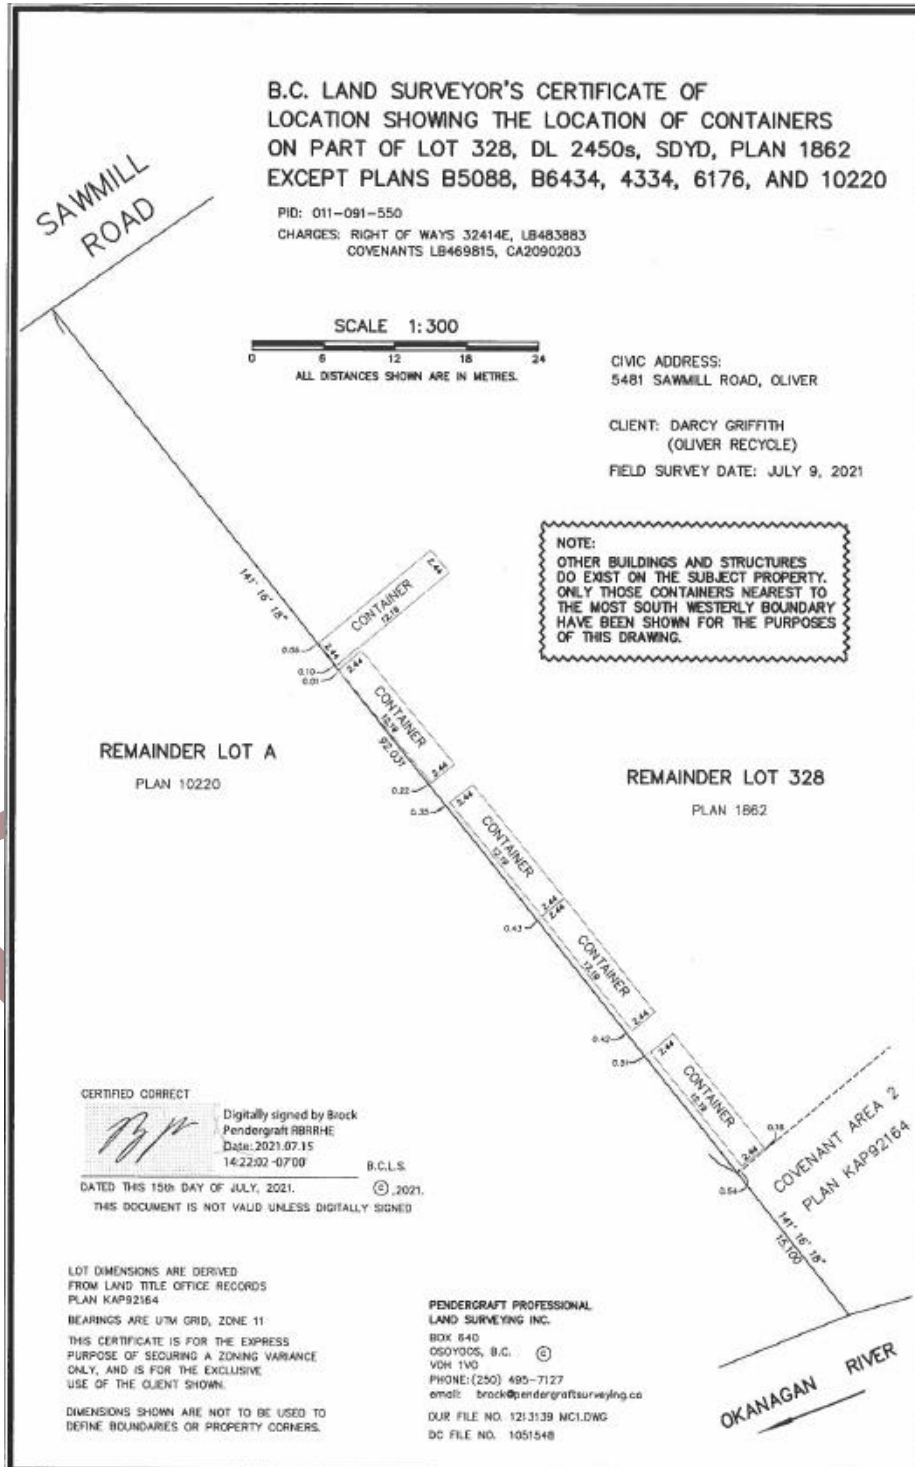 B.C. LAND SURVEYOR'S CERTIFICATE OF
LOCATION SHOWING THE LOCATION OF CONTAINERS
ON PART OF LOT 328, DL 2450s, SDYD, PLAN 1862
EXCEPT PLANS B5088, B6434, 4334, 6176, AND 10220
PID: 011-091-550
CHARGES: RIGHT OF WAYS 32414E, LB483883
COVENANTS LB469815, CA2090203
SAWMILL
ROAD
SCALE 1:300
0 6 12 18 24
ALL DISTANCES SHOWN ARE IN METRES.
CIVIC ADDRESS:
5481 SAWMILL ROAD, OLIVER
CLIENT: DARCY GRIFFITH
(OLIVER RECYCLE)
FIELD SURVEY DATE: JULY 9, 2021
NOTE:
OTHER BUILDINGS AND STRUCTURES
DO EXIST ON THE SUBJECT PROPERTY.
ONLY THOSE CONTAINERS NEAREST TO
THE MOST SOUTH WESTERLY BOUNDARY
HAVE BEEN SHOWN FOR THE PURPOSES
OF THIS DRAWING.
141° 16' 18"
2.44
CONTAINER
12.19
2.44
0.10
0.01
2.44
CONTAINER
92.031
2.44
0.22
0.35
2.44
CONTAINER
12.19
2.44
0.43
2.44
CONTAINER
12.19
2.44
0.42
0.51
2.44
CONTAINER
2.44
0.54
REMAINDER LOT A
PLAN 10220
REMAINDER LOT 328
PLAN 1862
COVENANT AREA 2
PLAN KAP92164
141° 16' 18"
15.100
OKANAGAN RIVER
CERTIFIED CORRECT
Digitally signed by Brock
Pendergraft RBRRHE
Date: 2021.07.15
14:22:02 -07'00'
B.C.L.S.
DATED THIS 15th DAY OF JULY, 2021.
© ,2021.
THIS DOCUMENT IS NOT VALID UNLESS DIGITALLY SIGNED
LOT DIMENSIONS ARE DERIVED
FROM LAND TITLE OFFICE RECORDS
PLAN KAP92164
BEARINGS ARE UTM GRID, ZONE 11
THIS CERTIFICATE IS FOR THE EXPRESS
PURPOSE OF SECURING A ZONING VARIANCE
ONLY, AND IS FOR THE EXCLUSIVE
USE OF THE CLIENT SHOWN.
DIMENSIONS SHOWN ARE NOT TO BE USED TO
DEFINE BOUNDARIES OR PROPERTY CORNERS.
PENDERGRAFT PROFESSIONAL
LAND SURVEYING INC.
BOX 640
OSOYOOS, B.C. ©
V0H 1V0
PHONE:(250) 495-7127
email: brock@pendergraftsurveying.ca
OUR FILE NO. 1213139 MC1.DWG
DC FILE NO. 1051548